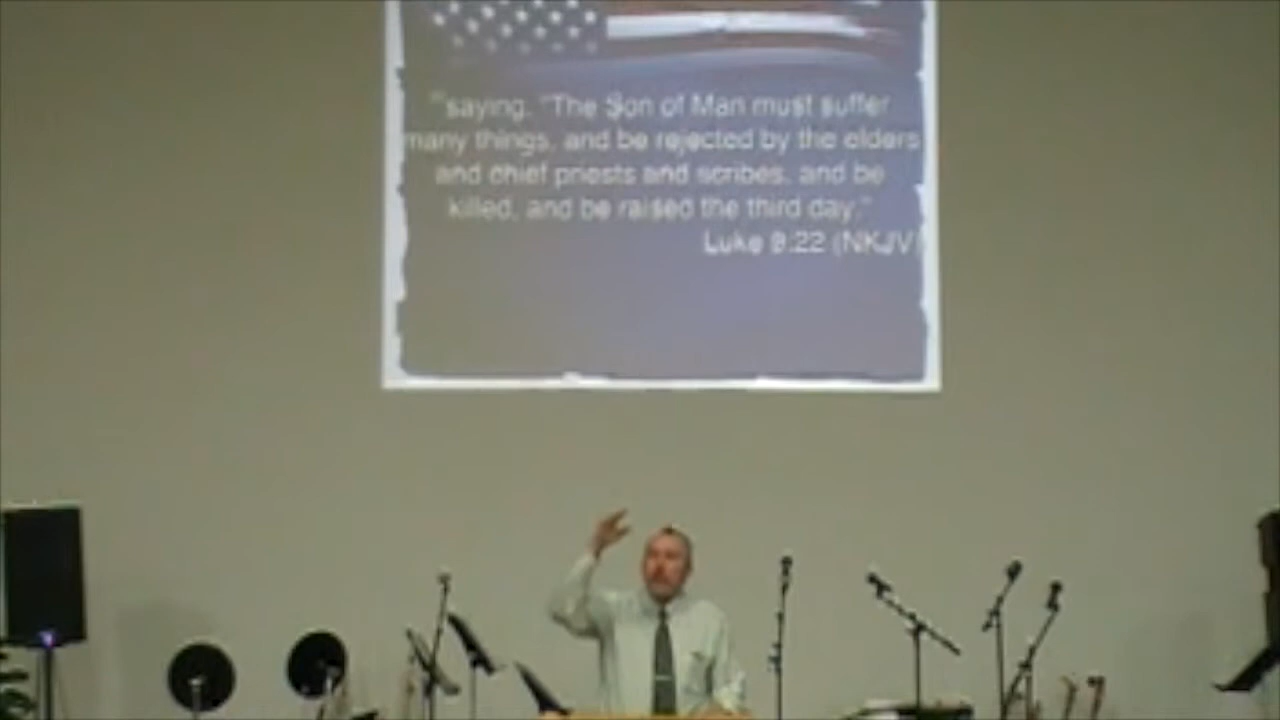 "saying, "The Son of Man must suffer
many things, and be rejected by the elders
and chief priests and scribes, and be
killed, and be raised the third day."
Luke 9:22 (NKJV)